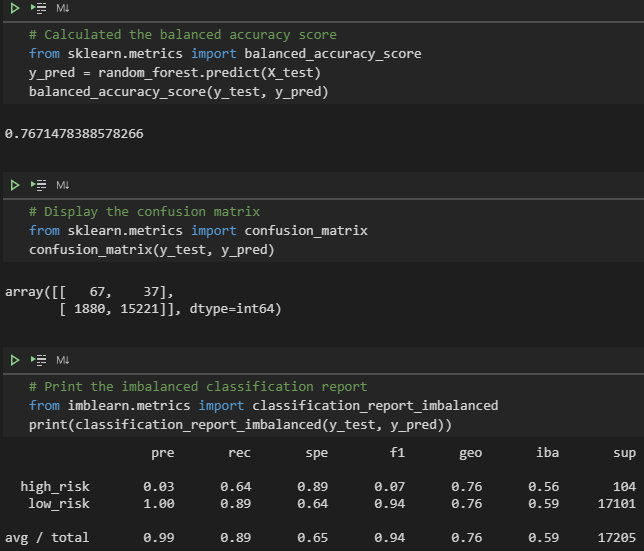 M↓
# Calculated the balanced accuracy score
from sklearn.metrics import balanced_accuracy_score
y_pred = random_forest.predict(X_test)
balanced_accuracy_score(y_test, y_pred)
0.7671478388578266
M↓
# Display the confusion matrix
from sklearn.metrics import confusion_matrix
confusion_matrix(y_test, y_pred)
array([[   67,    37],
       [ 1880, 15221]], dtype=int64)
M↓
# Print the imbalanced classification report
from imblearn.metrics import classification_report_imbalanced
print(classification_report_imbalanced(y_test, y_pred))
                   pre       rec       spe        f1       geo       iba       sup
  high_risk       0.03      0.64      0.89      0.07      0.76      0.56       104
   low_risk       1.00      0.89      0.64      0.94      0.76      0.59     17101
avg / total       0.99      0.89      0.65      0.94      0.76      0.59     17205